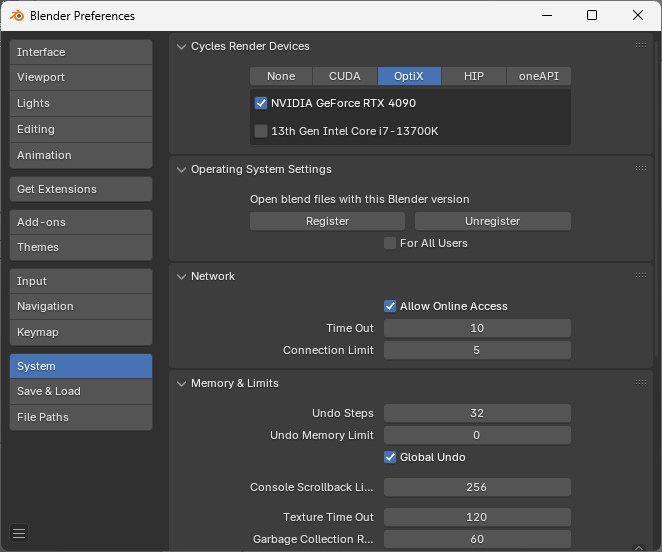 Blender Preferences
Interface
Viewport
Lights
Editing
Animation
Get Extensions
Add-ons
Themes
Input
Navigation
Keymap
System
Save & Load
File Paths
Cycles Render Devices
None CUDA OptiX HIP oneAPI
NVIDIA GeForce RTX 4090
13th Gen Intel Core i7-13700K
Operating System Settings
Open blend files with this Blender version
Register Unregister
For All Users
Network
Allow Online Access
Time Out 10
Connection Limit 5
Memory & Limits
Undo Steps 32
Undo Memory Limit 0
Global Undo
Console Scrollback Li... 256
Texture Time Out 120
Garbage Collection R... 60